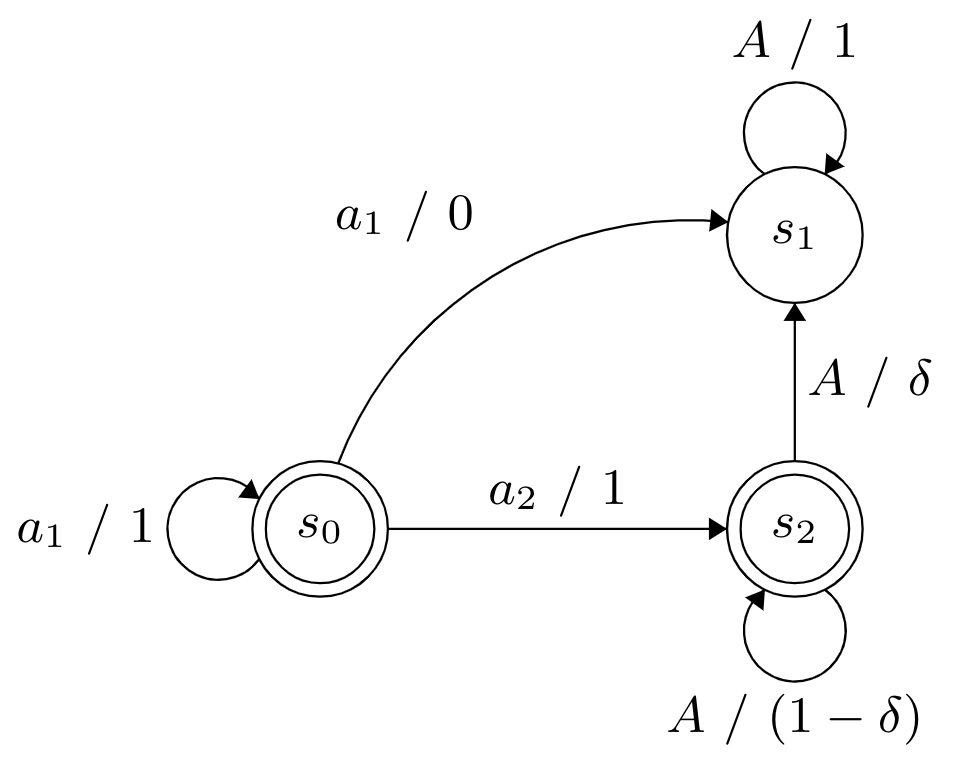 A / 1
a₁ / 0
s₁
A / δ
a₂ / 1
a₁ / 1
s₀
s₂
A / (1 − δ)